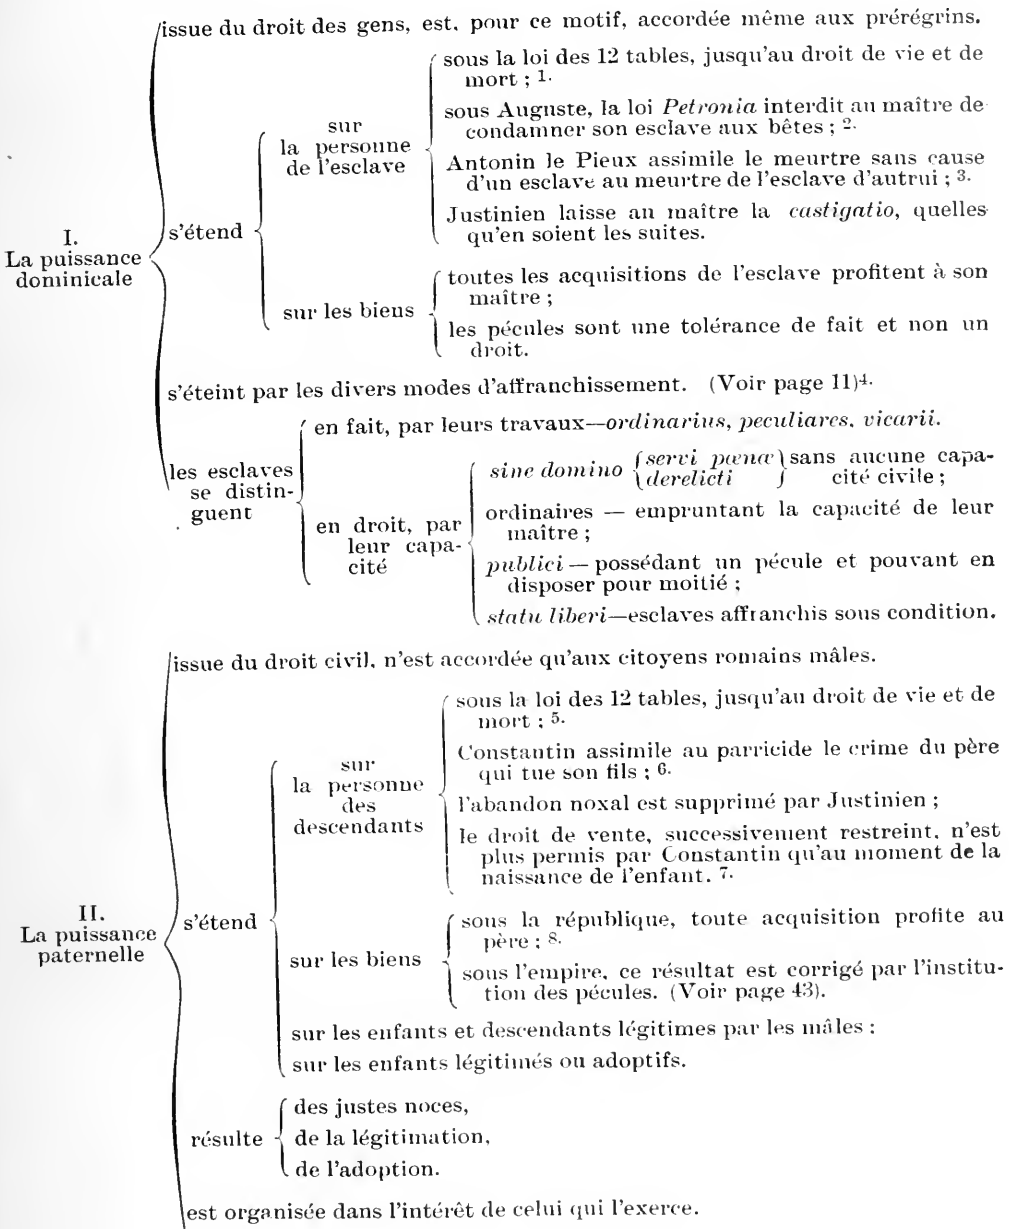 issue du droit des gens, est, pour ce motif, accordée même aux prérégrins.
I.
La puissance
dominicale
s'étend
sur
la personne
de l'esclave
sous la loi des 12 tables, jusqu'au droit de vie et de
mort ; 1.
sous Auguste, la loi Petronia interdit au maître de
condamner son esclave aux bêtes ; 2.
Antonin le Pieux assimile le meurtre sans cause
d'un esclave au meurtre de l'esclave d'autrui ; 3.
Justinien laisse au maître la castigatio, quelles
qu'en soient les suites.
sur les biens
toutes les acquisitions de l'esclave profitent à son
maître ;
les pécules sont une tolérance de fait et non un
droit.
s'éteint par les divers modes d'affranchissement. (Voir page 11)4.
les esclaves
se distin-
guent
en fait, par leurs travaux—ordinarius, peculiares, vicarii.
en droit, par
leur capa-
cité
sine domino { servi pœnæ } sans aucune capa-
derelicti cité civile ;
ordinaires — empruntant la capacité de leur
maître ;
publici — possédant un pécule et pouvant en
disposer pour moitié ;
statu liberi—esclaves affranchis sous condition.
II.
La puissance
paternelle
issue du droit civil, n'est accordée qu'aux citoyens romains mâles.
s'étend
sur
la personne
des
descendants
sous la loi des 12 tables, jusqu'au droit de vie et de
mort ; 5.
Constantin assimile au parricide le crime du père
qui tue son fils ; 6.
l'abandon noxal est supprimé par Justinien ;
le droit de vente, successivement restreint, n'est
plus permis par Constantin qu'au moment de la
naissance de l'enfant. 7.
sur les biens
sous la république, toute acquisition profite au
père ; 8.
sous l'empire, ce résultat est corrigé par l'institu-
tion des pécules. (Voir page 43).
sur les enfants et descendants légitimes par les mâles :
sur les enfants légitimés ou adoptifs.
résulte
des justes noces,
de la légitimation,
de l'adoption.
est organisée dans l'intérêt de celui qui l'exerce.